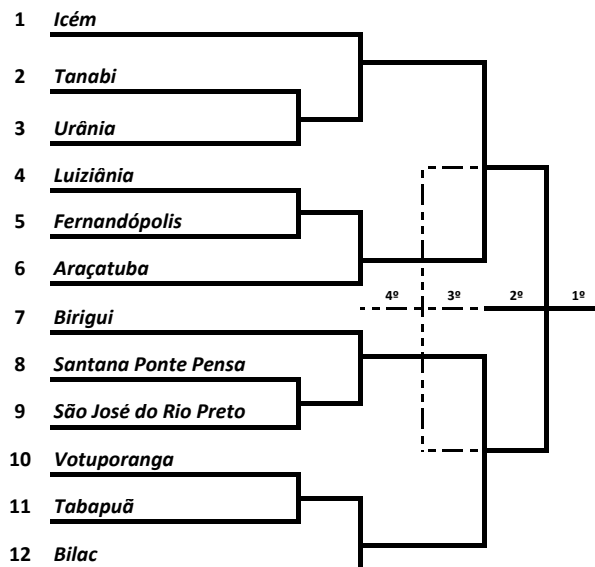 1 Icém
2 Tanabi
3 Urânia
4 Luiziânia
5 Fernandópolis
6 Araçatuba
4º 3º 2º 1º
7 Birigui
8 Santana Ponte Pensa
9 São José do Rio Preto
10 Votuporanga
11 Tabapuã
12 Bilac